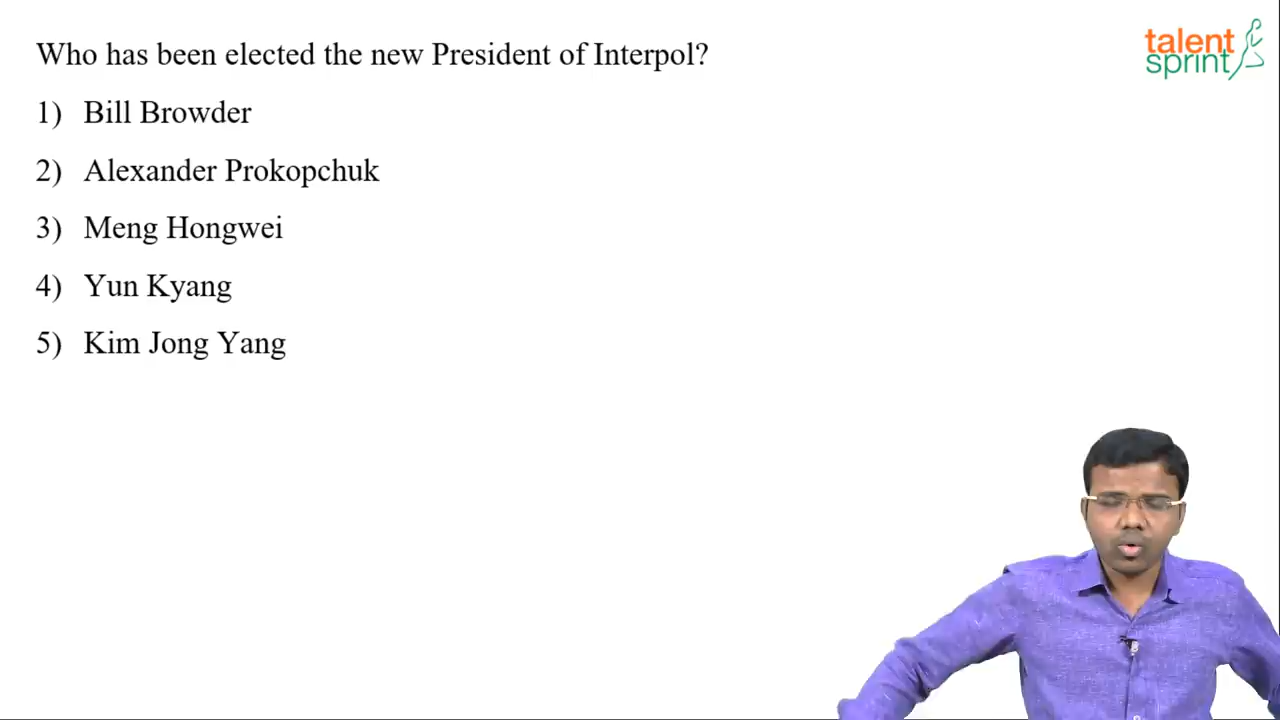 Who has been elected the new President of Interpol?
talent
sprint
1) Bill Browder
2) Alexander Prokopchuk
3) Meng Hongwei
4) Yun Kyang
5) Kim Jong Yang